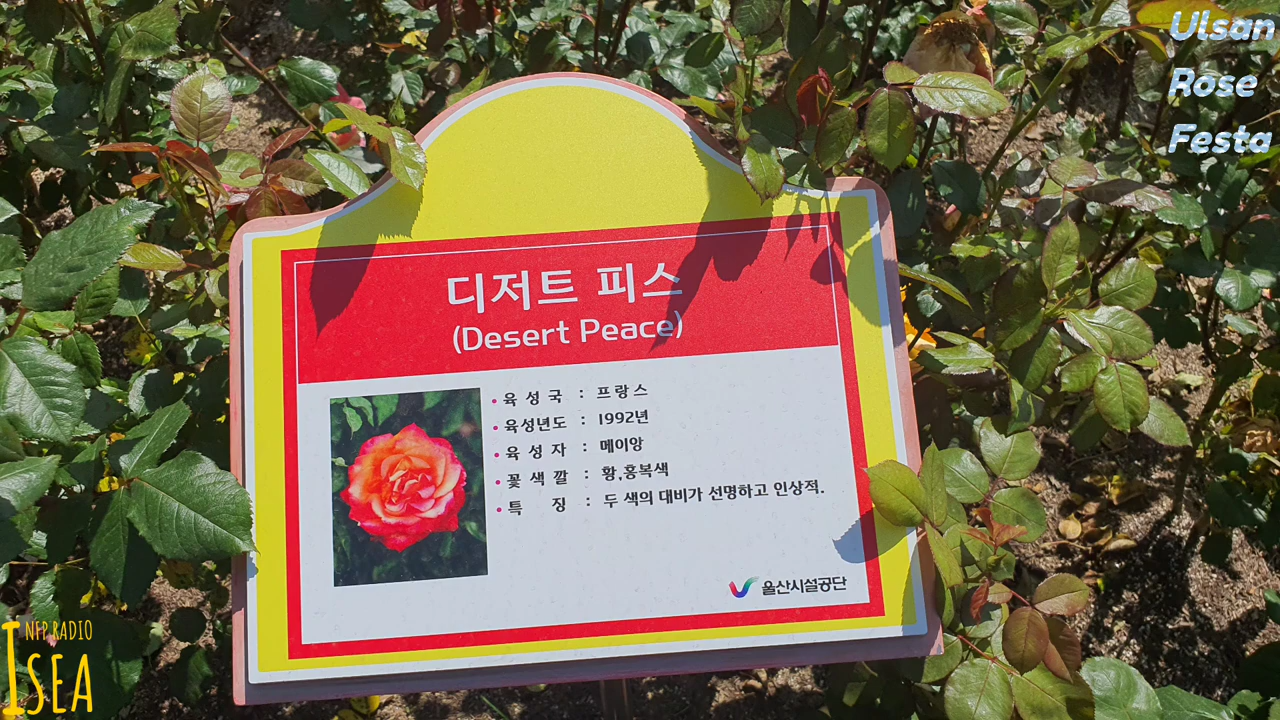 Ulsan
Rose
Festa
디저트 피스
(Desert Peace)
• 육 성 국 : 프랑스
• 육성년도 : 1992년
• 육 성 자 : 메이앙
• 꽃 색 깔 : 황,홍복색
• 특 징 : 두 색의 대비가 선명하고 인상적.
울산시설공단
NFP RADIO
ISEA